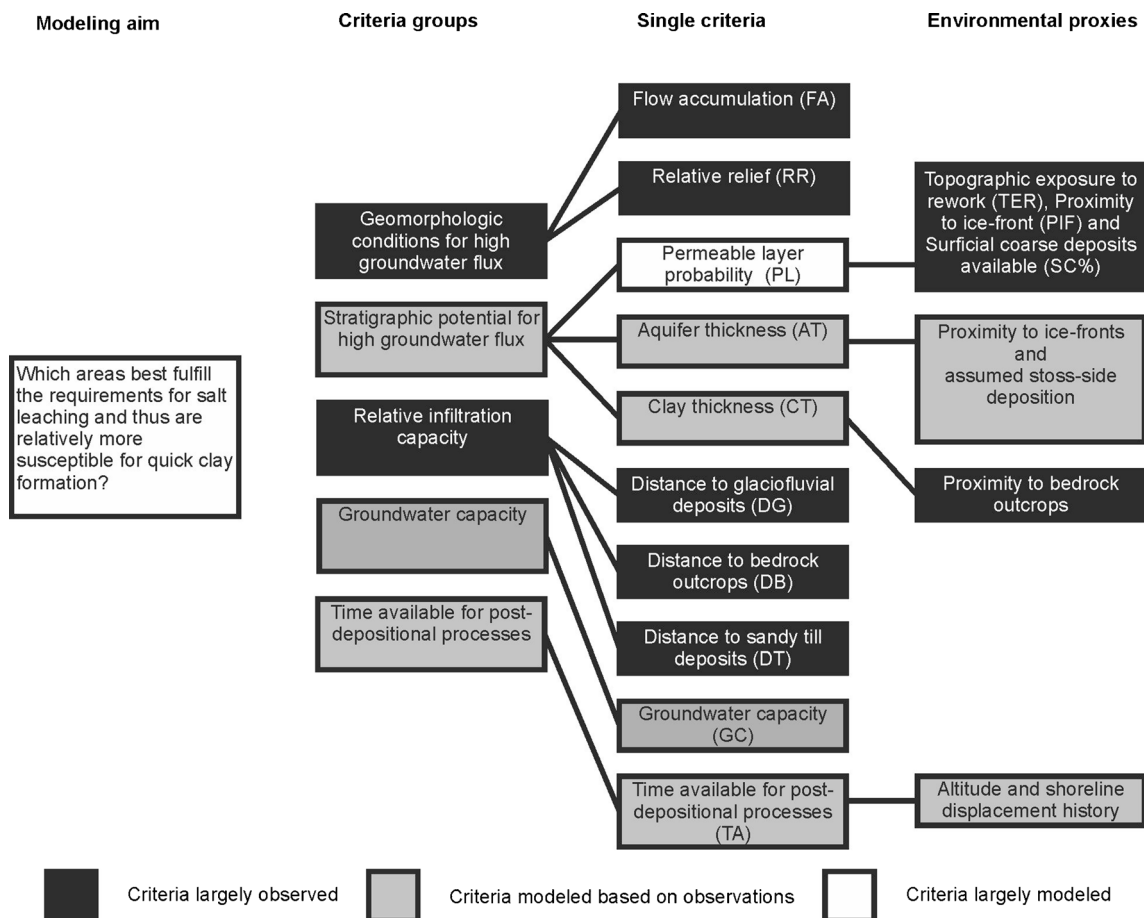 Modeling aim
Criteria groups
Single criteria
Environmental proxies
Which areas best fulfill
the requirements for salt
leaching and thus are
relatively more
susceptible for quick clay
formation?
Geomorphologic
conditions for high
groundwater flux
Stratigraphic potential for
high groundwater flux
Relative infiltration
capacity
Groundwater capacity
Time available for post-
depositional processes
Flow accumulation (FA)
Relative relief (RR)
Permeable layer
probability (PL)
Aquifer thickness (AT)
Clay thickness (CT)
Distance to glaciofluvial
deposits (DG)
Distance to bedrock
outcrops (DB)
Distance to sandy till
deposits (DT)
Groundwater capacity
(GC)
Time available for post-
depositional processes
(TA)
Topographic exposure to
rework (TER), Proximity
to ice-front (PIF) and
Surficial coarse deposits
available (SC%)
Proximity to ice-fronts
and
assumed stoss-side
deposition
Proximity to bedrock
outcrops
Altitude and shoreline
displacement history
Criteria largely observed
Criteria modeled based on observations
Criteria largely modeled